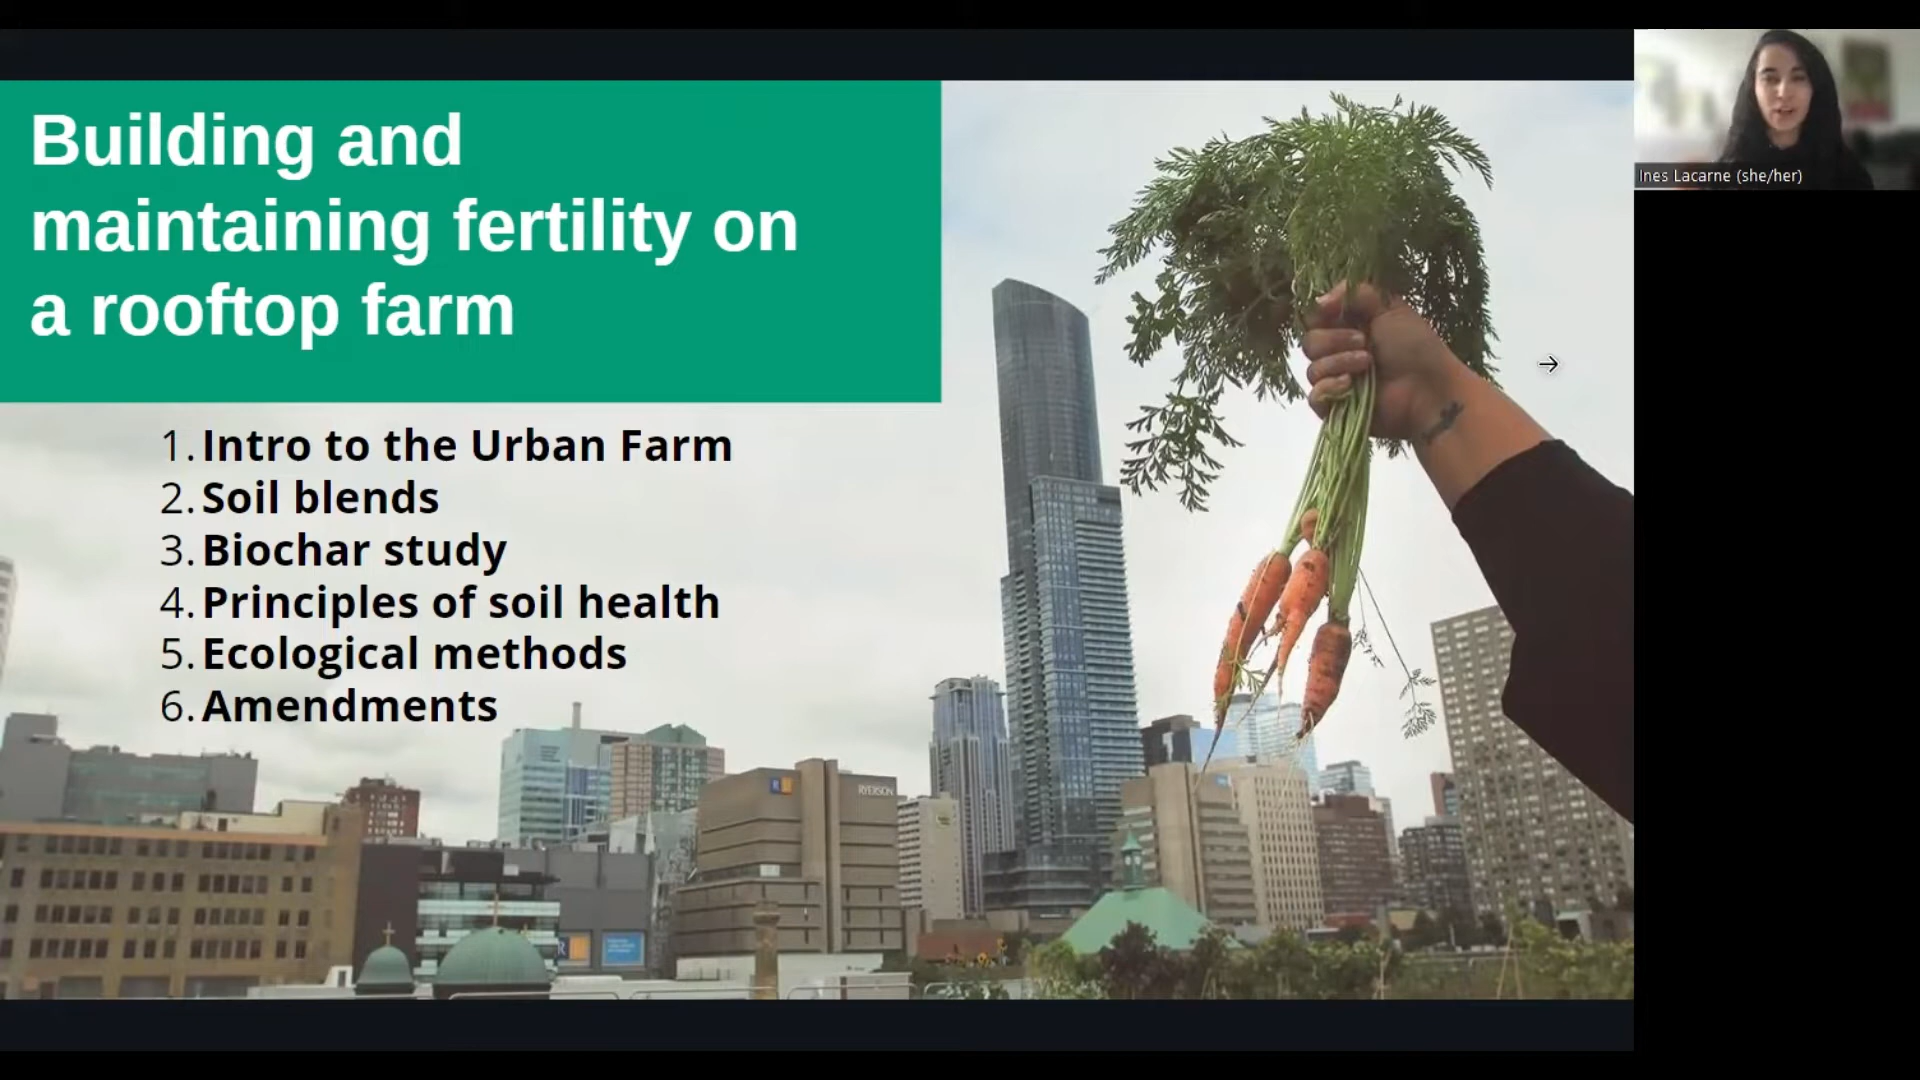 Building and
maintaining fertility on
a rooftop farm
1. Intro to the Urban Farm
2. Soil blends
3. Biochar study
4. Principles of soil health
5. Ecological methods
6. Amendments
Ines Lacarne (she/her)
RYERSON